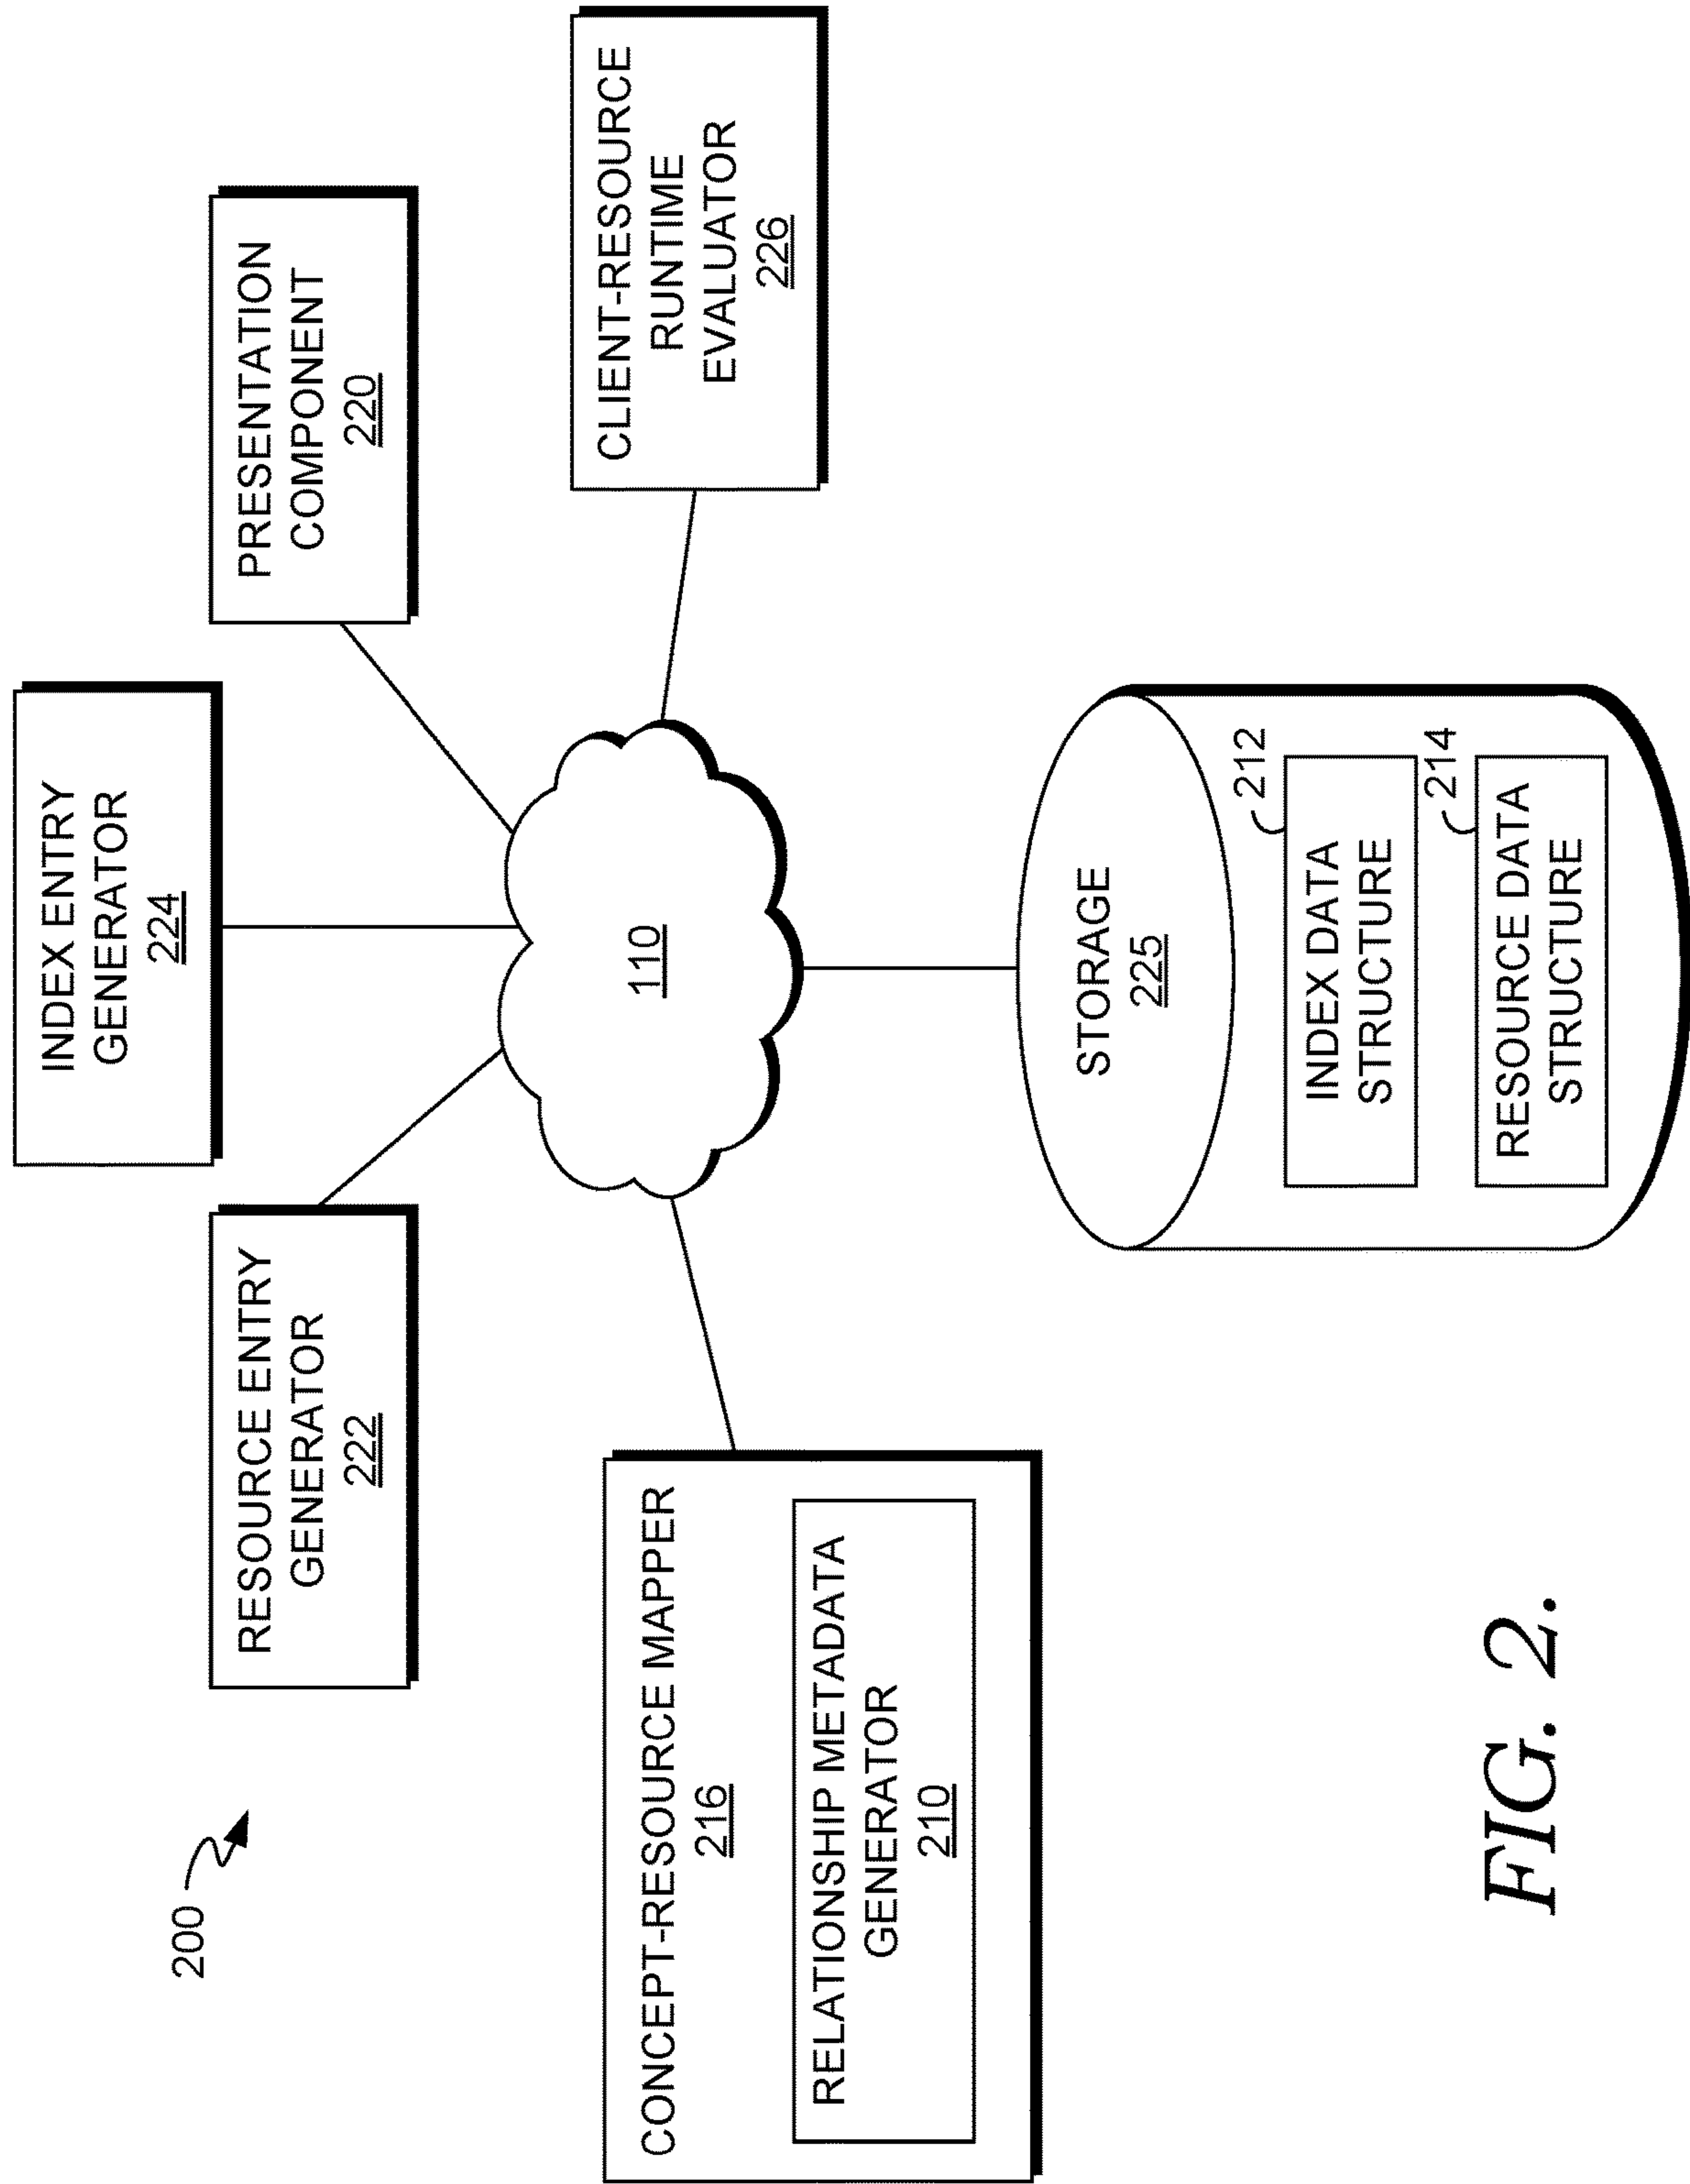 200
INDEX ENTRY
GENERATOR
224
RESOURCE ENTRY
GENERATOR
222
PRESENTATION
COMPONENT
220
CONCEPT-RESOURCE MAPPER
216
RELATIONSHIP METADATA
GENERATOR
210
110
CLIENT-RESOURCE
RUNTIME
EVALUATOR
226
STORAGE
225
212
INDEX DATA
STRUCTURE
214
RESOURCE DATA
STRUCTURE
FIG. 2.